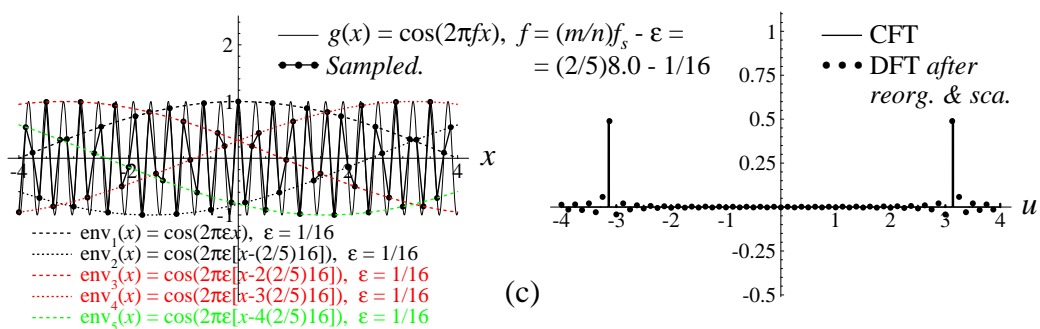 g(x) = cos(2πfx), f = (m/n)f_s - ε =
Sampled. = (2/5)8.0 - 1/16
2
1
-4 -2 2 4 x
-1
env_1(x) = cos(2πεx), ε = 1/16
env_2(x) = cos(2πε[x-(2/5)16]), ε = 1/16
env_3(x) = cos(2πε[x-2(2/5)16]), ε = 1/16
env_4(x) = cos(2πε[x-3(2/5)16]), ε = 1/16
env_5(x) = cos(2πε[x-4(2/5)16]), ε = 1/16
(c)
CFT
DFT after
reorg. & sca.
1
0.75
0.5
0.25
-4 -3 -2 -1 1 2 3 4 u
-0.25
-0.5